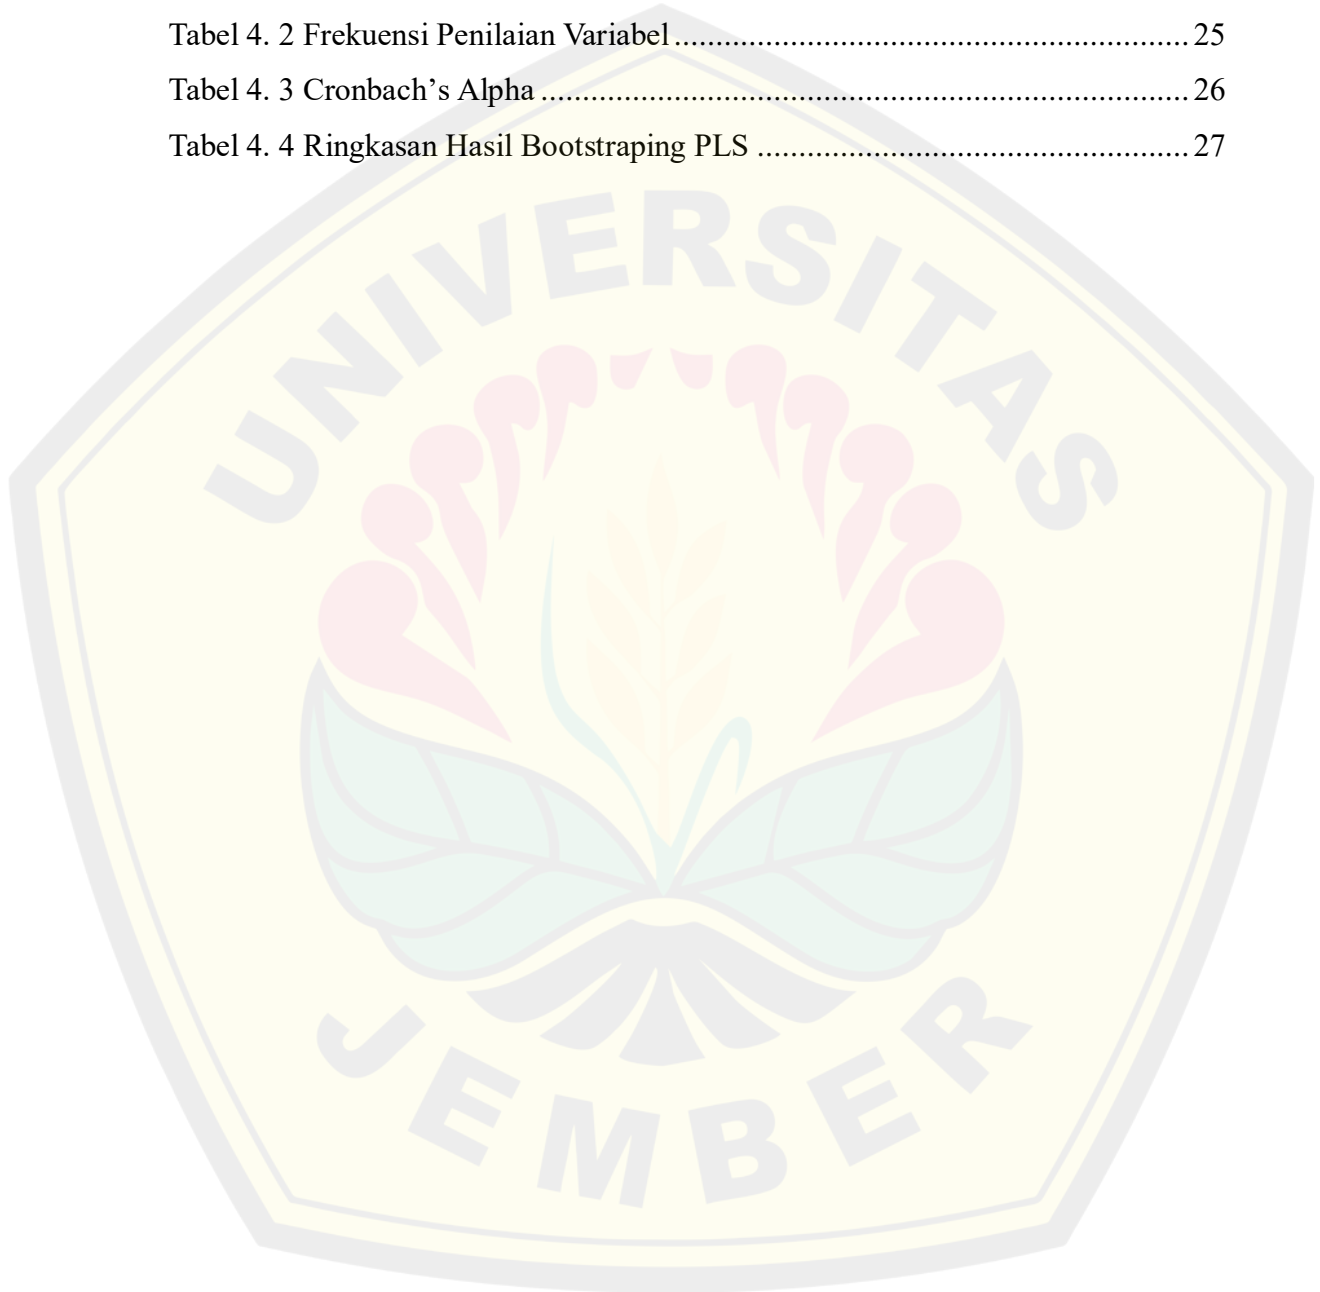 Tabel 4. 2 Frekuensi Penilaian Variabel.............................................................. 25
Tabel 4. 3 Cronbach’s Alpha .............................................................................. 26
Tabel 4. 4 Ringkasan Hasil Bootstraping PLS .................................................... 27
UNIVERSITAS
JEMBER